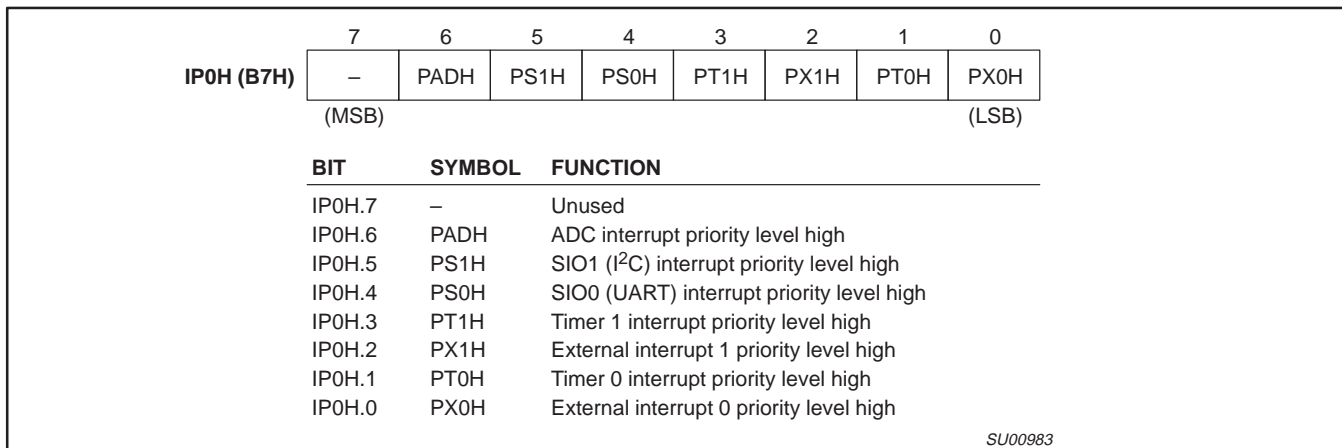 7 6 5 4 3 2 1 0
IP0H (B7H) – PADH PS1H PS0H PT1H PX1H PT0H PX0H
(MSB) (LSB)
BIT SYMBOL FUNCTION
IP0H.7 – Unused
IP0H.6 PADH ADC interrupt priority level high
IP0H.5 PS1H SIO1 (I²C) interrupt priority level high
IP0H.4 PS0H SIO0 (UART) interrupt priority level high
IP0H.3 PT1H Timer 1 interrupt priority level high
IP0H.2 PX1H External interrupt 1 priority level high
IP0H.1 PT0H Timer 0 interrupt priority level high
IP0H.0 PX0H External interrupt 0 priority level high
SU00983